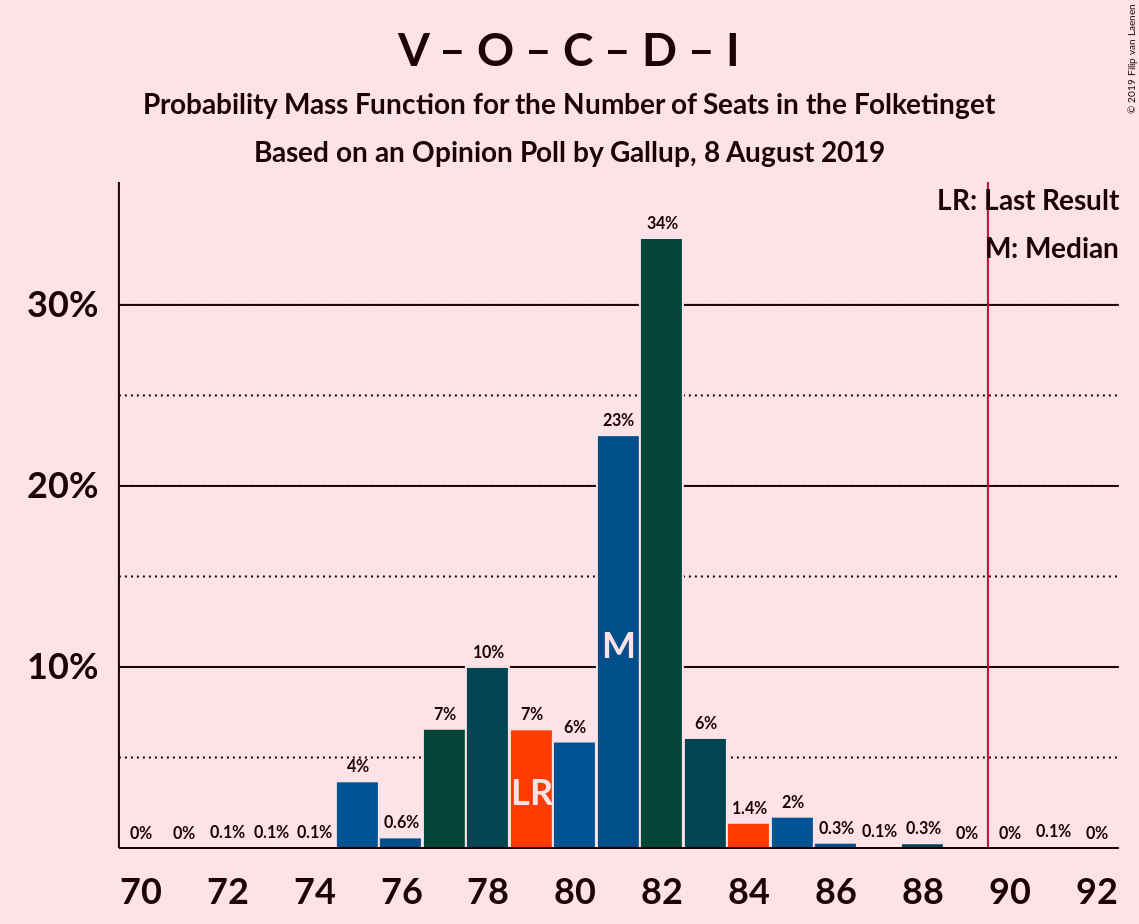 V – O – C – D – I
Probability Mass Function for the Number of Seats in the Folketinget
Based on an Opinion Poll by Gallup, 8 August 2019
© 2019 Filip van Laenen
LR: Last Result
M: Median
30%
20%
10%
0% 0% 0.1% 0.1% 0.1% 4% 0.6% 7% 10% 7% 6% 23% 34% 6% 1.4% 2% 0.3% 0.1% 0.3% 0% 0% 0.1% 0%
M
LR
70 72 74 76 78 80 82 84 86 88 90 92